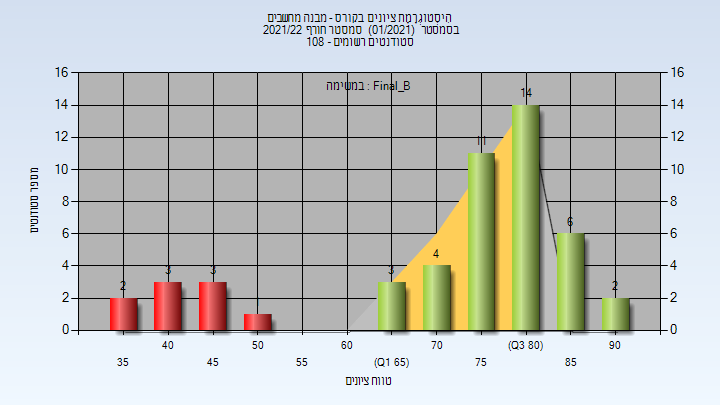 היסטוגרמת ציונים בקורס - מבנה מחשבים
בסמסטר (01/2021) סמסטר חורף 2021/22
סטודנטים רשומים - 108
במטימה : Final_B
מספר סטודנטים
16 16
14 14
12 12
10 10
8 8
6 6
4 4
2 2
0 0
2 3 3 3 4 11 14 6 2
40 50 60 70 (Q3 80) 90
35 45 55 (Q1 65) 75 85
טווח ציונים